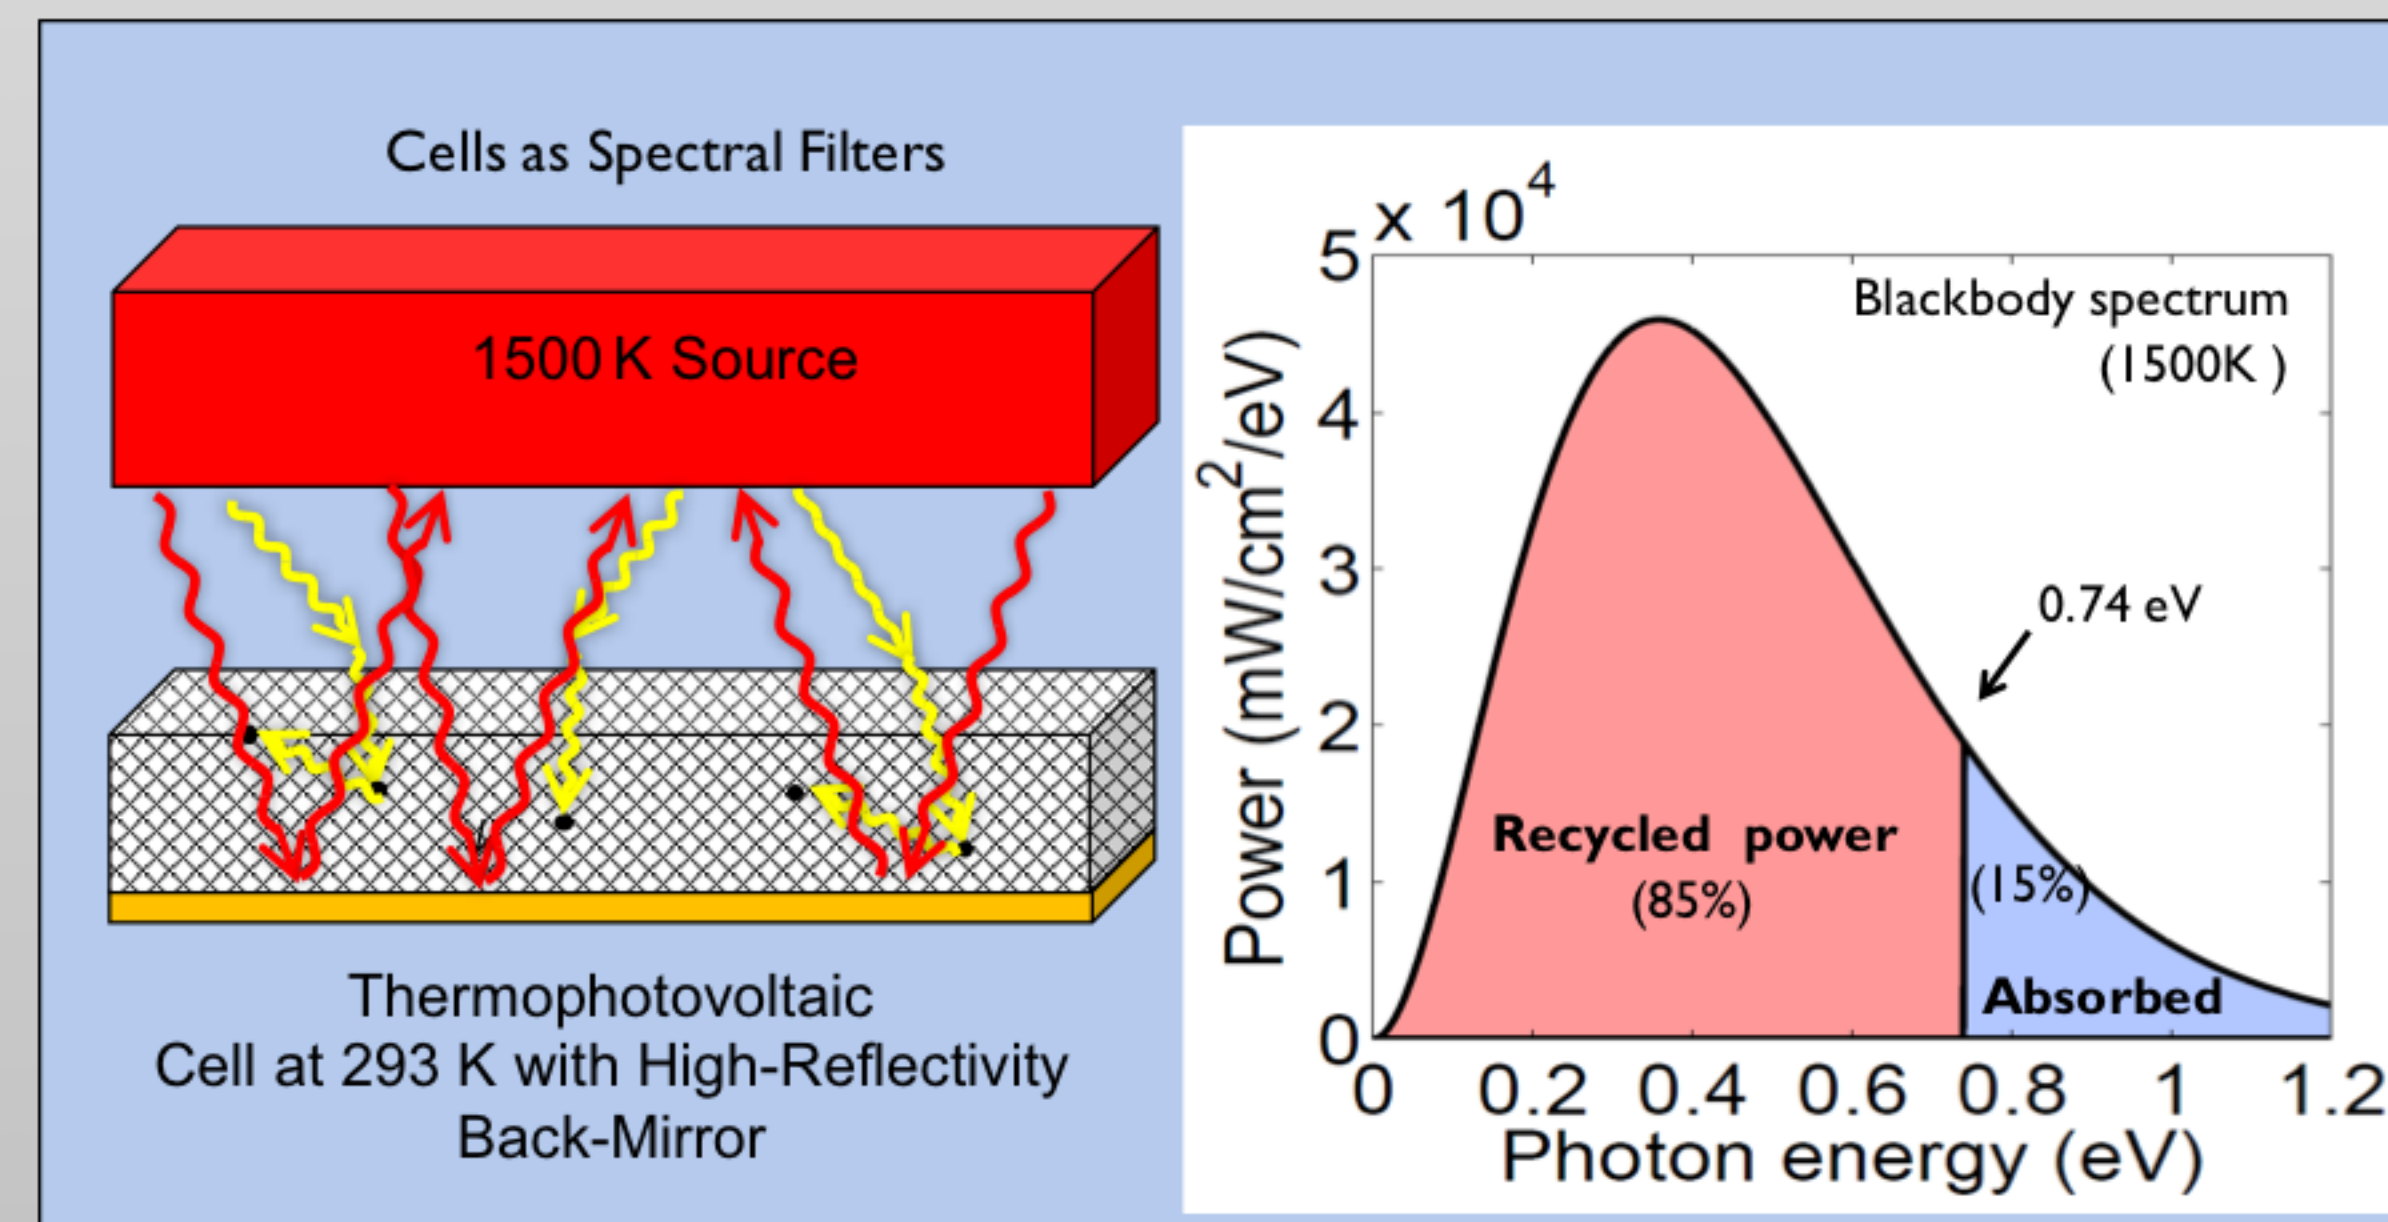 Cells as Spectral Filters
1500 K Source
Thermophotovoltaic
Cell at 293 K with High-Reflectivity
Back-Mirror
x 10^4
Blackbody spectrum
(1500K )
Power (mW/cm^2/eV)
5
4
3
2
1
0
0.74 eV
Recycled power
(85%)
(15%)
Absorbed
0 0.2 0.4 0.6 0.8 1 1.2
Photon energy (eV)